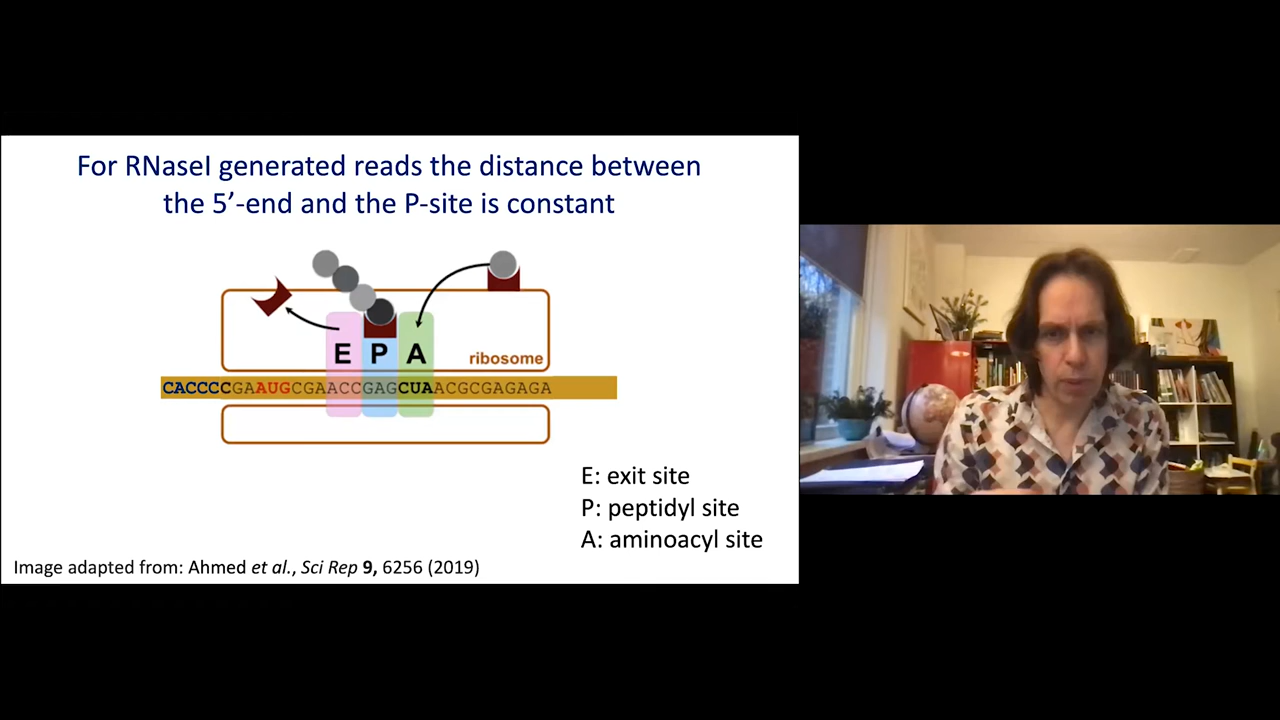 For RNaseI generated reads the distance between
the 5’-end and the P-site is constant
E P A
ribosome
CACCCCGAAUGCGAACCGAGCUAACGCGAGAGA
E: exit site
P: peptidyl site
A: aminoacyl site
Image adapted from: Ahmed et al., Sci Rep 9, 6256 (2019)